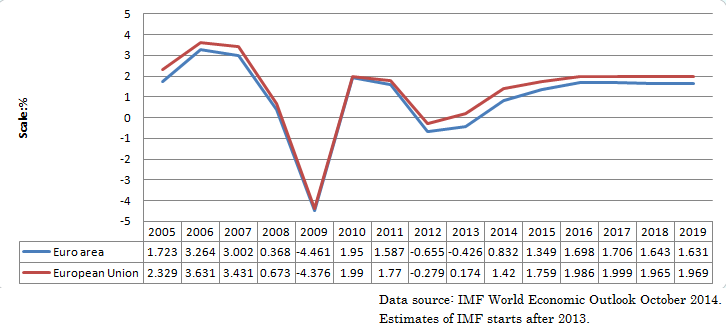 5
4
3
2
1
0
-1
-2
-3
-4
-5
Scale:%
2005 2006 2007 2008 2009 2010 2011 2012 2013 2014 2015 2016 2017 2018 2019
Euro area 1.723 3.264 3.002 0.368 -4.461 1.95 1.587 -0.655 -0.426 0.832 1.349 1.698 1.706 1.643 1.631
European Union 2.329 3.631 3.431 0.673 -4.376 1.99 1.77 -0.279 0.174 1.42 1.759 1.986 1.999 1.965 1.969
Data source: IMF World Economic Outlook October 2014.
Estimates of IMF starts after 2013.